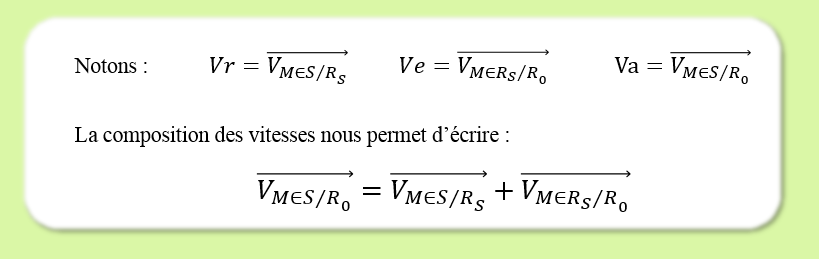 Notons : $Vr = \overrightarrow{V_{M \in S/R_S}}$ $Ve = \overrightarrow{V_{M \in R_S/R_0}}$ $\text{Va} = \overrightarrow{V_{M \in S/R_0}}$
La composition des vitesses nous permet d’écrire :
$\overrightarrow{V_{M \in S/R_0}} = \overrightarrow{V_{M \in S/R_S}} + \overrightarrow{V_{M \in R_S/R_0}}$